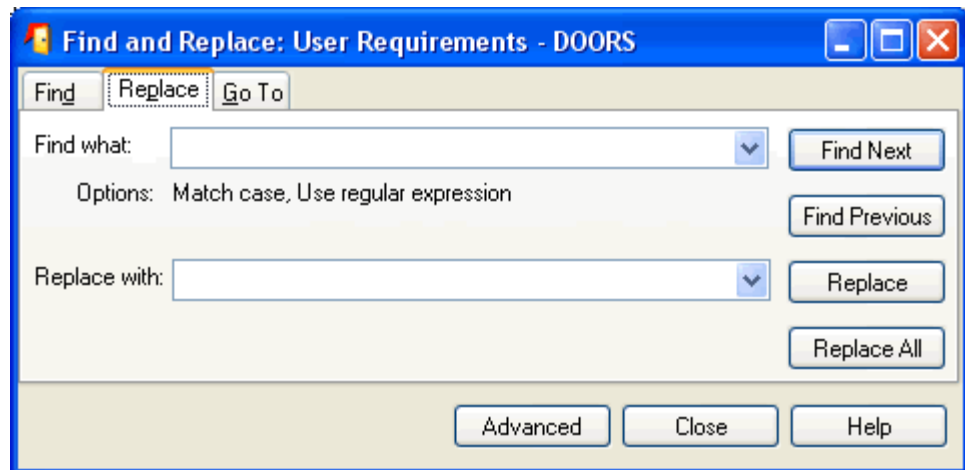 Find and Replace: User Requirements - DOORS
Find Replace Go To
Find what: Find Next
Options: Match case, Use regular expression
Find Previous
Replace with: Replace
Replace All
Advanced Close Help